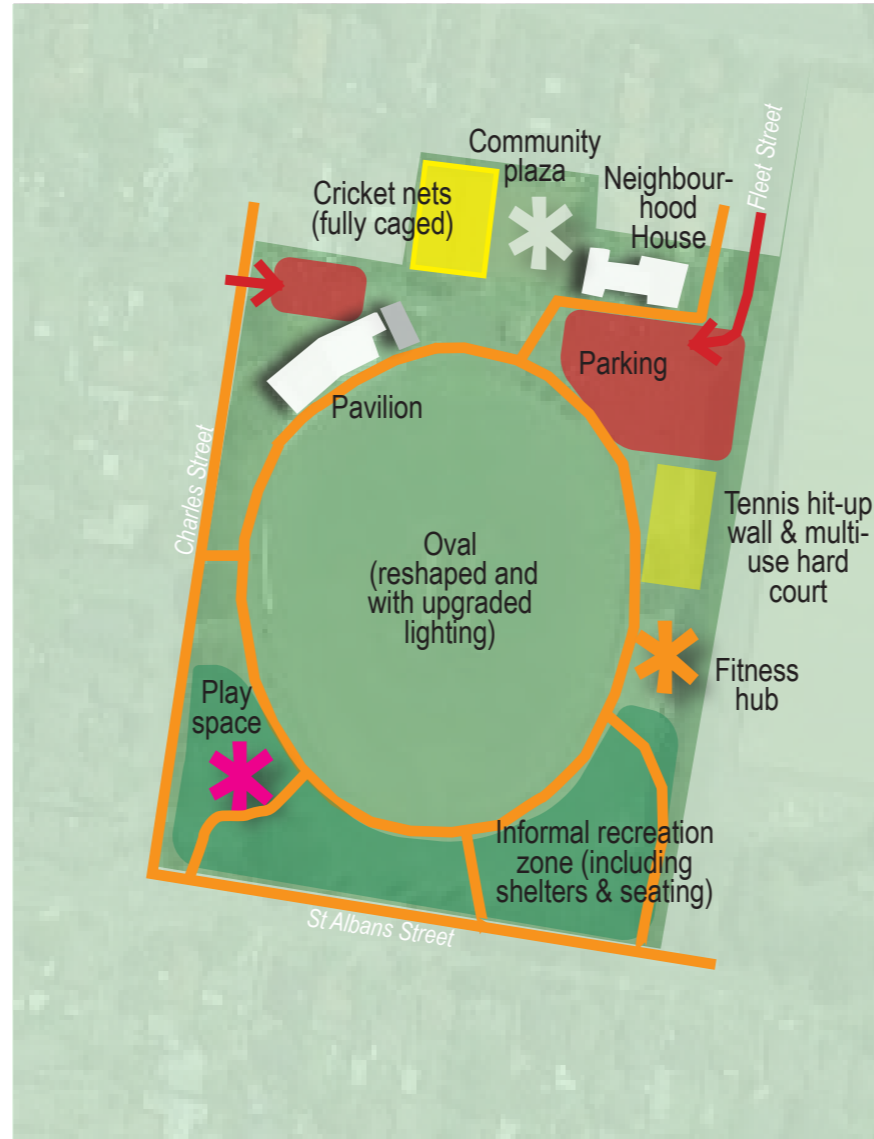 Community
plaza
Fleet Street
Neighbour-
hood
House
Cricket nets
(fully caged)
Parking
Pavilion
Charles Street
Tennis hit-up
wall & multi-
use hard
court
Oval
(reshaped and
with upgraded
lighting)
Fitness
hub
Play
space
Informal recreation
zone (including
shelters & seating)
St Albans Street